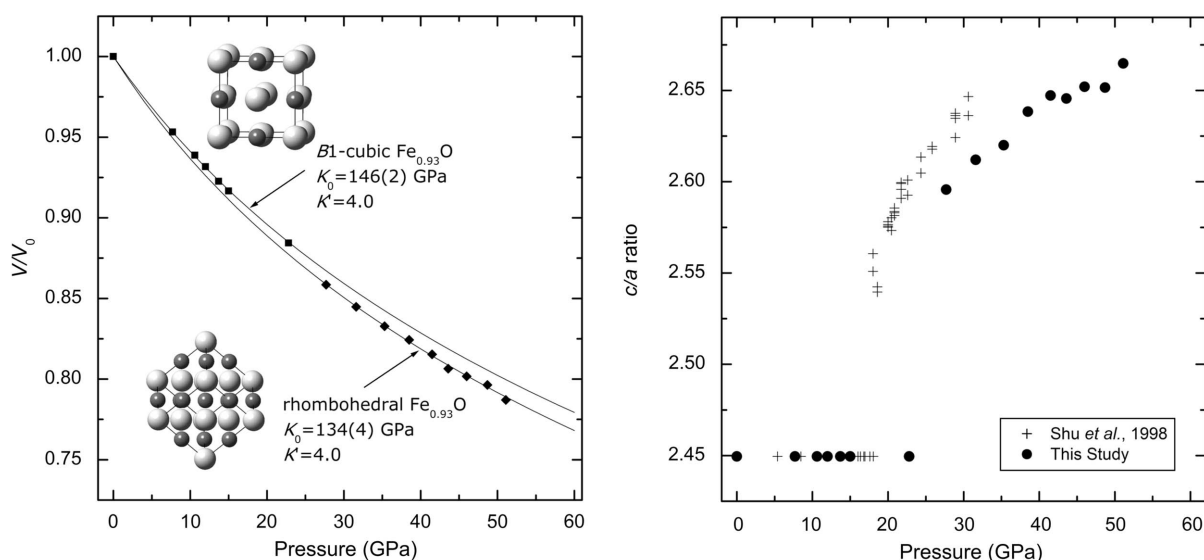 1.00
0.95
0.90
0.85
0.80
0.75
V/V₀
B1-cubic Fe₀.₉₃O
K₀=146(2) GPa
K'=4.0
rhombohedral Fe₀.₉₃O
K₀=134(4) GPa
K'=4.0
0 10 20 30 40 50 60
Pressure (GPa)
2.65
2.60
2.55
2.50
2.45
c/a ratio
+ Shu et al., 1998
● This Study
0 10 20 30 40 50 60
Pressure (GPa)